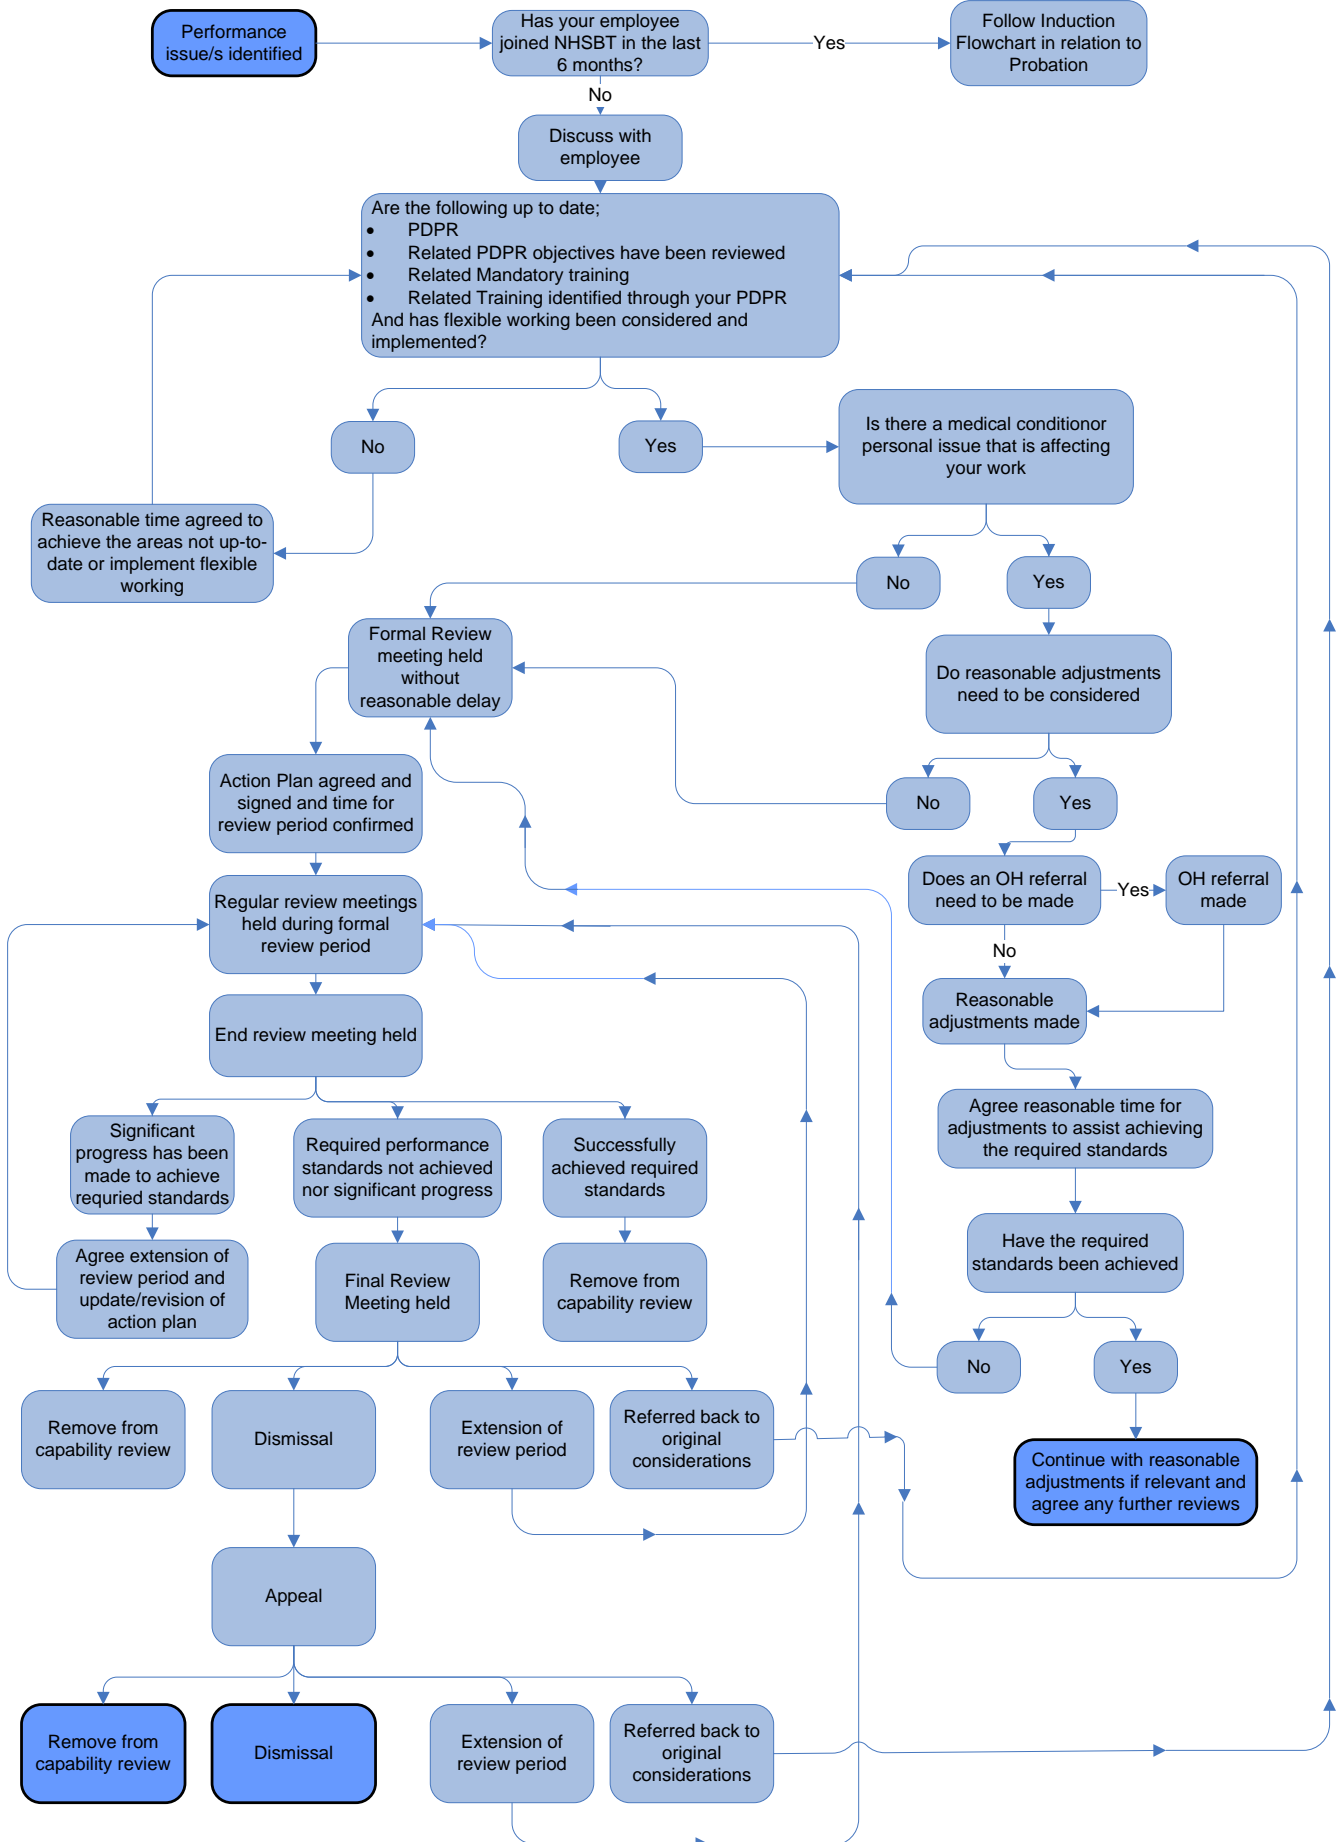 Performance
issue/s identified
Has your employee
joined NHSBT in the last
6 months?
Yes
Follow Induction
Flowchart in relation to
Probation
No
Discuss with
employee
Are the following up to date;
• PDPR
• Related PDPR objectives have been reviewed
• Related Mandatory training
• Related Training identified through your PDPR
And has flexible working been considered and
implemented?
No
Yes
Is there a medical conditionor
personal issue that is affecting
your work
Reasonable time agreed to
achieve the areas not up-to-
date or implement flexible
working
No
Yes
Formal Review
meeting held
without
reasonable delay
Do reasonable adjustments
need to be considered
Action Plan agreed and
signed and time for
review period confirmed
No
Yes
Does an OH referral
need to be made
Yes
OH referral
made
Regular review meetings
held during formal
review period
No
Reasonable
adjustments made
End review meeting held
Agree reasonable time for
adjustments to assist achieving
the required standards
Significant
progress has been
made to achieve
requried standards
Required performance
standards not achieved
nor significant progress
Successfully
achieved required
standards
Have the required
standards been achieved
Agree extension of
review period and
update/revision of
action plan
Final Review
Meeting held
Remove from
capability review
No
Yes
Remove from
capability review
Dismissal
Extension of
review period
Referred back to
original
considerations
Continue with reasonable
adjustments if relevant and
agree any further reviews
Appeal
Remove from
capability review
Dismissal
Extension of
review period
Referred back to
original
considerations